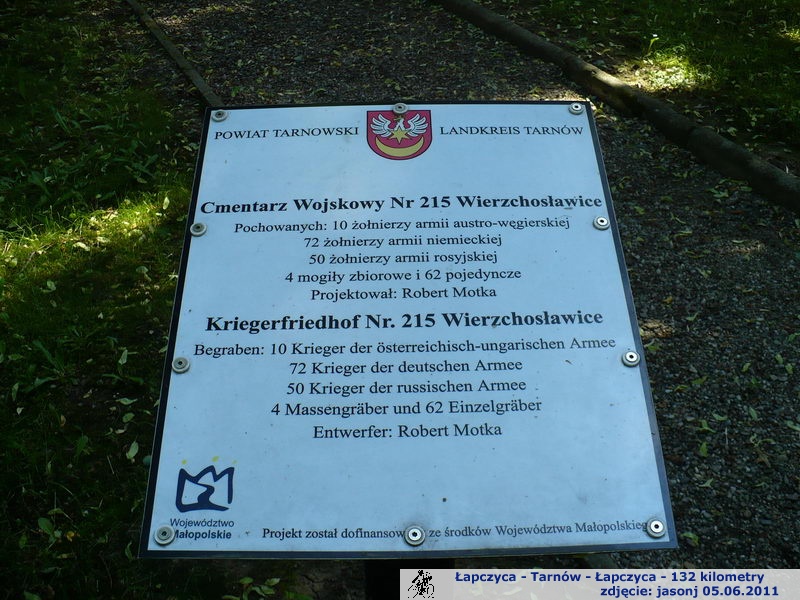 POWIAT TARNOWSKI LANDKREIS TARNÓW
Cmentarz Wojskowy Nr 215 Wierzchosławice
Pochowanych: 10 żołnierzy armii austro-węgierskiej
72 żołnierzy armii niemieckiej
50 żołnierzy armii rosyjskiej
4 mogiły zbiorowe i 62 pojedyncze
Projektował: Robert Motka
Kriegerfriedhof Nr. 215 Wierzchosławice
Begraben: 10 Krieger der österreichisch-ungarischen Armee
72 Krieger der deutschen Armee
50 Krieger der russischen Armee
4 Massengräber und 62 Einzelgräber
Entwerfer: Robert Motka
Województwo
Małopolskie
Projekt został ze środków Województwa
Łapczyca - Tarnów - Łapczyca - 132 kilometry
zdjęcie: jasonj 05.06.2011